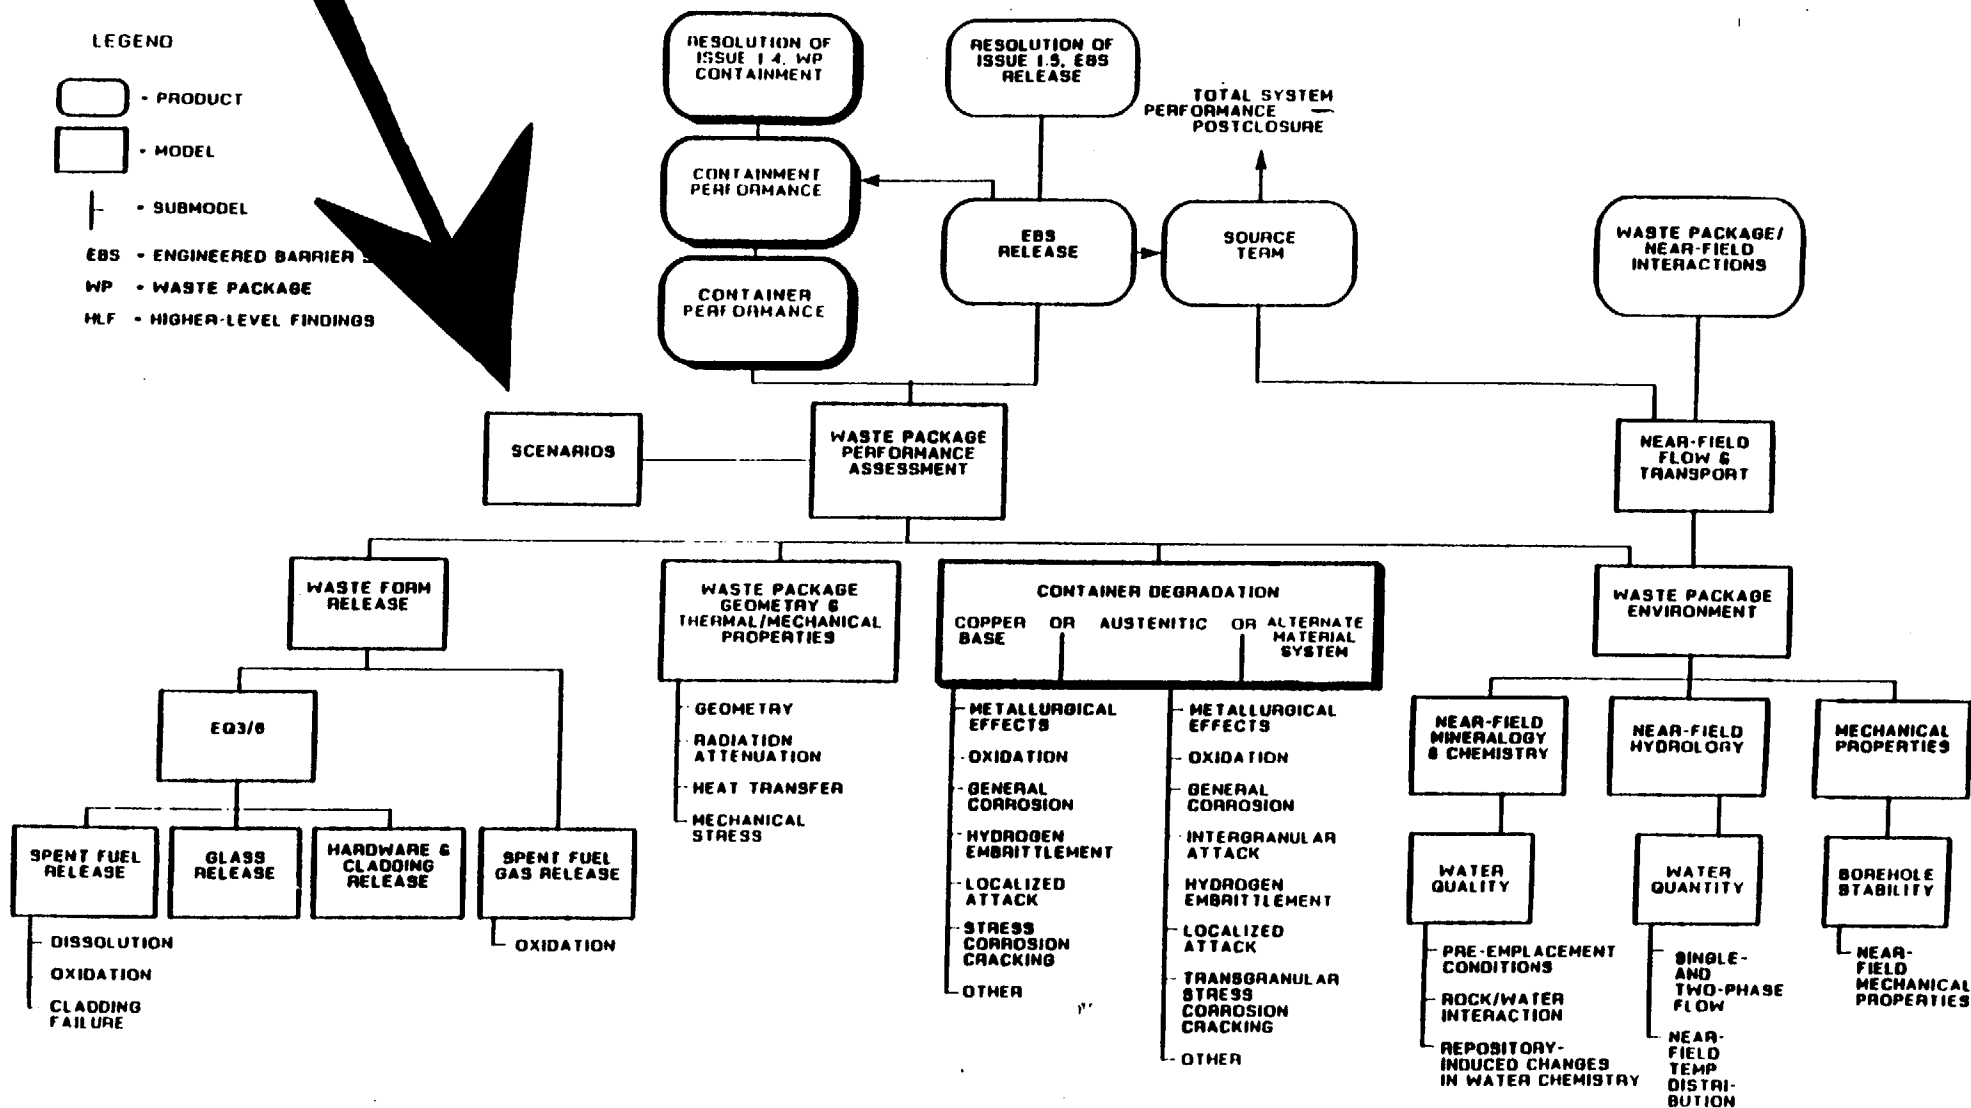 LEGEND
- PRODUCT
- MODEL
- SUBMODEL
EBS - ENGINEERED BARRIER
WP - WASTE PACKAGE
HLF - HIGHER-LEVEL FINDINGS
RESOLUTION OF
ISSUE 1.4, WP
CONTAINMENT
RESOLUTION OF
ISSUE 1.5, EBS
RELEASE
TOTAL SYSTEM
PERFORMANCE —
POSTCLOSURE
CONTAINMENT
PERFORMANCE
EBS
RELEASE
SOURCE
TERM
WASTE PACKAGE/
NEAR-FIELD
INTERACTIONS
CONTAINER
PERFORMANCE
SCENARIOS
WASTE PACKAGE
PERFORMANCE
ASSESSMENT
NEAR-FIELD
FLOW &
TRANSPORT
WASTE FORM
RELEASE
WASTE PACKAGE
GEOMETRY &
THERMAL/MECHANICAL
PROPERTIES
CONTAINER DEGRADATION
COPPER
BASE
OR
AUSTENITIC
OR
ALTERNATE
MATERIAL
SYSTEM
WASTE PACKAGE
ENVIRONMENT
EQ3/6
SPENT FUEL
RELEASE
GLASS
RELEASE
HARDWARE &
CLADDING
RELEASE
SPENT FUEL
GAS RELEASE
DISSOLUTION
OXIDATION
CLADDING
FAILURE
OXIDATION
GEOMETRY
RADIATION
ATTENUATION
HEAT TRANSFER
MECHANICAL
STRESS
METALLURGICAL
EFFECTS
OXIDATION
GENERAL
CORROSION
HYDROGEN
EMBRITTLEMENT
LOCALIZED
ATTACK
STRESS
CORROSION
CRACKING
OTHER
METALLURGICAL
EFFECTS
OXIDATION
GENERAL
CORROSION
INTERGRANULAR
ATTACK
HYDROGEN
EMBRITTLEMENT
LOCALIZED
ATTACK
TRANSGRANULAR
STRESS
CORROSION
CRACKING
OTHER
NEAR-FIELD
MINERALOGY
& CHEMISTRY
NEAR-FIELD
HYDROLOGY
MECHANICAL
PROPERTIES
WATER
QUALITY
WATER
QUANTITY
BOREHOLE
STABILITY
PRE-EMPLACEMENT
CONDITIONS
ROCK/WATER
INTERACTION
REPOSITORY-
INDUCED CHANGES
IN WATER CHEMISTRY
SINGLE-
AND
TWO-PHASE
FLOW
NEAR-
FIELD
TEMP
DISTRI-
BUTION
NEAR-
FIELD
MECHANICAL
PROPERTIES